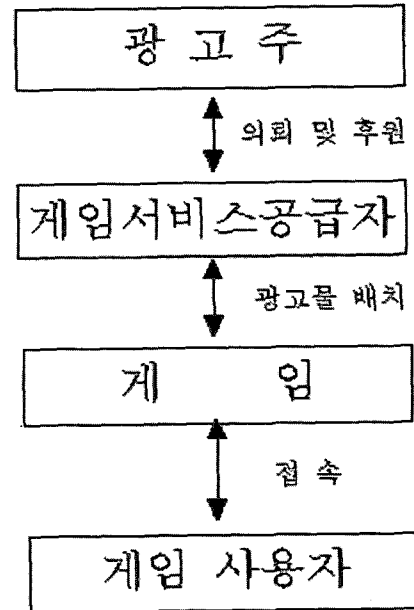 광 고 주
의뢰 및 후원
게임서비스공급자
광고물 배치
게 임
접 속
게임 사용자